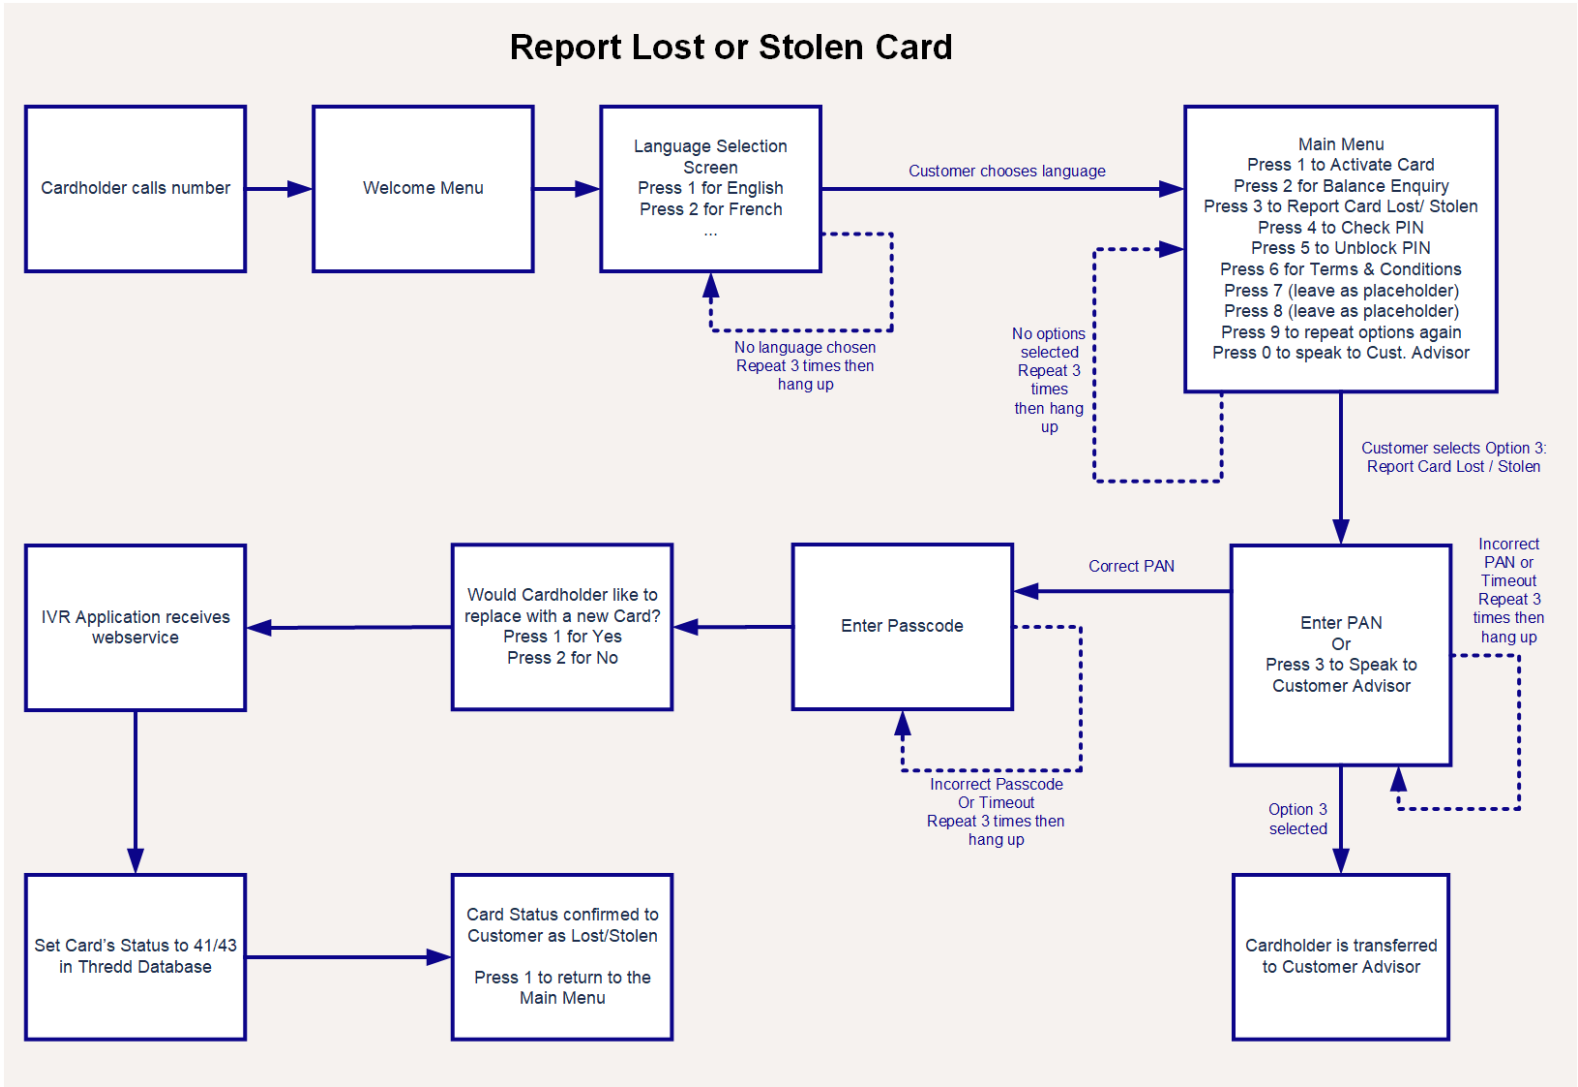 Report Lost or Stolen Card
Cardholder calls number
Welcome Menu
Language Selection
Screen
Press 1 for English
Press 2 for French
...
Customer chooses language
No language chosen
Repeat 3 times then
hang up
Main Menu
Press 1 to Activate Card
Press 2 for Balance Enquiry
Press 3 to Report Card Lost/ Stolen
Press 4 to Check PIN
Press 5 to Unblock PIN
Press 6 for Terms & Conditions
Press 7 (leave as placeholder)
Press 8 (leave as placeholder)
Press 9 to repeat options again
Press 0 to speak to Cust. Advisor
No options
selected
Repeat 3
times
then hang
up
Customer selects Option 3:
Report Card Lost / Stolen
IVR Application receives
webservice
Would Cardholder like to
replace with a new Card?
Press 1 for Yes
Press 2 for No
Enter Passcode
Incorrect Passcode
Or Timeout
Repeat 3 times then
hang up
Correct PAN
Enter PAN
Or
Press 3 to Speak to
Customer Advisor
Incorrect
PAN or
Timeout
Repeat 3
times then
hang up
Option 3
selected
Set Card's Status to 41/43
in Thredd Database
Card Status confirmed to
Customer as Lost/Stolen
Press 1 to return to the
Main Menu
Cardholder is transferred
to Customer Advisor